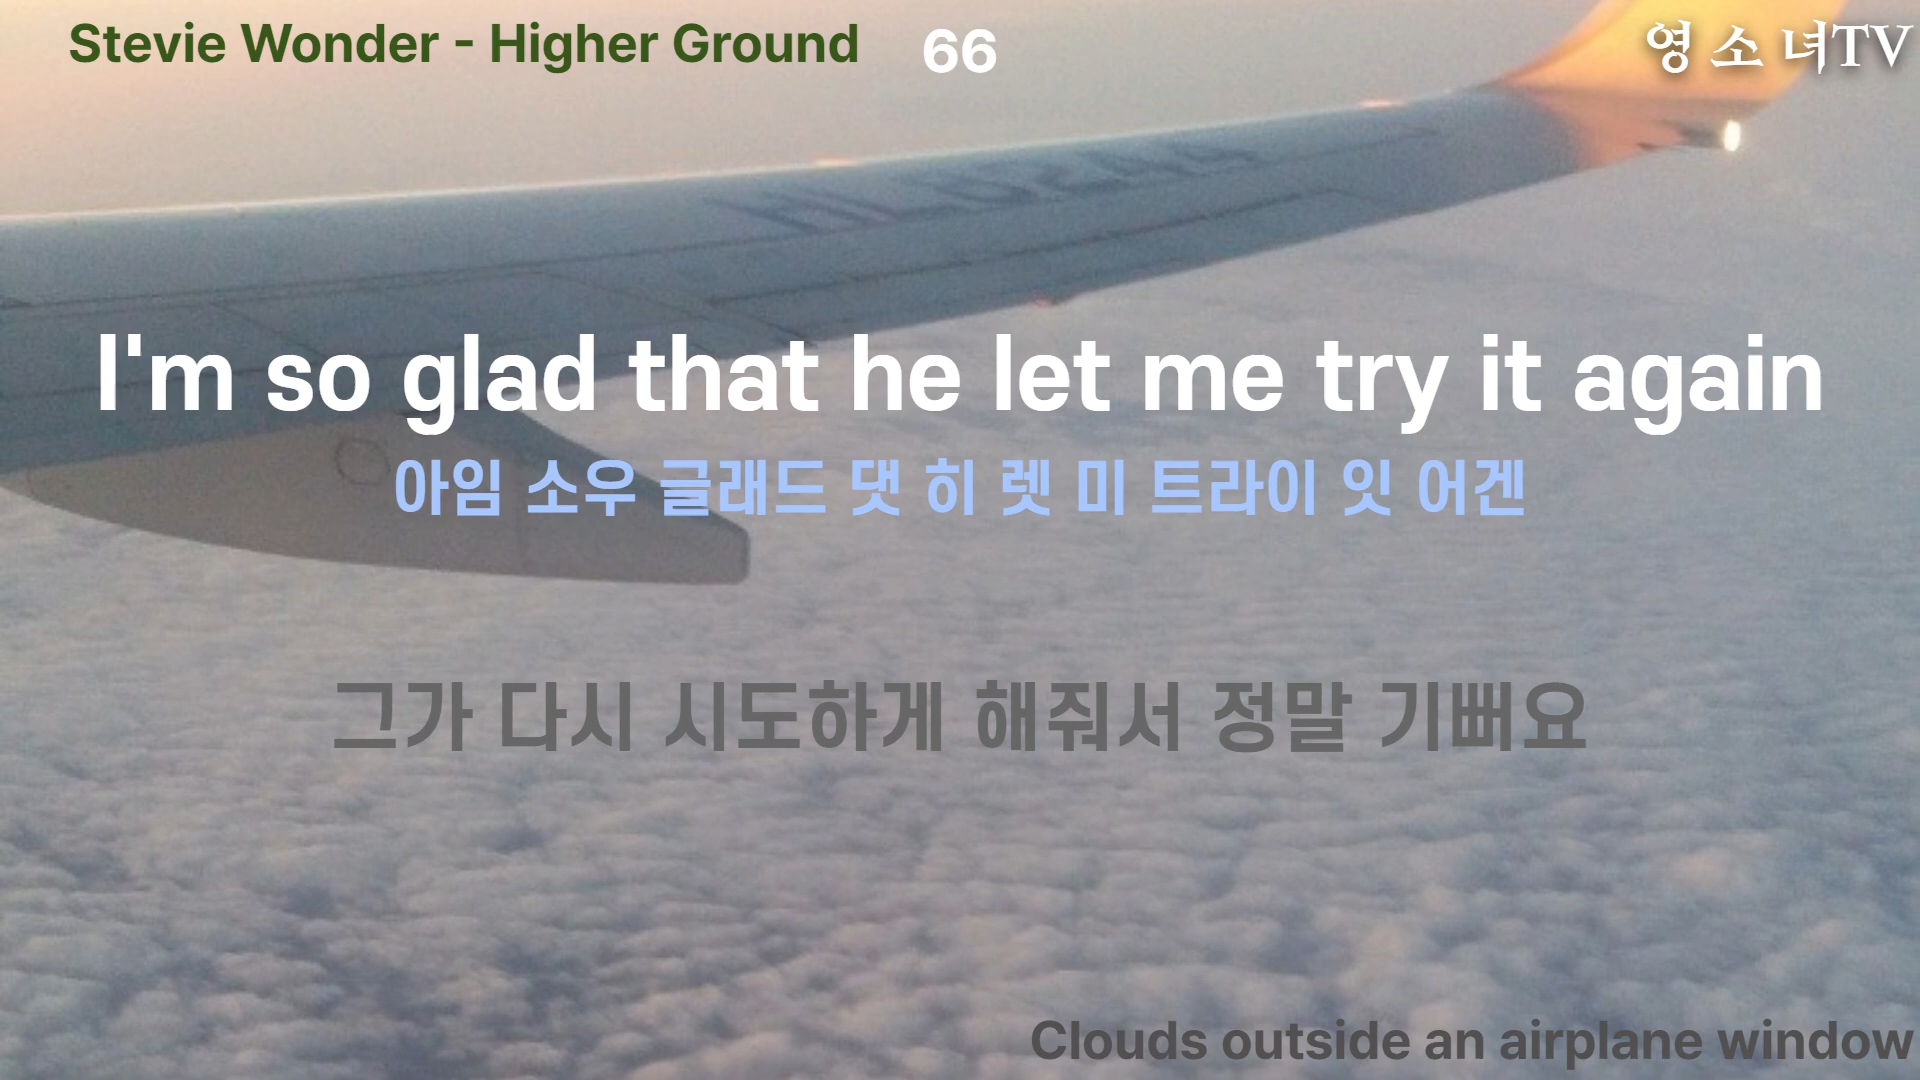 Stevie Wonder - Higher Ground
66
영 소 녀TV
I'm so glad that he let me try it again
아임 소우 글래드 댓 히 렛 미 트라이 잇 어겐
그가 다시 시도하게 해줘서 정말 기뻐요
Clouds outside an airplane window